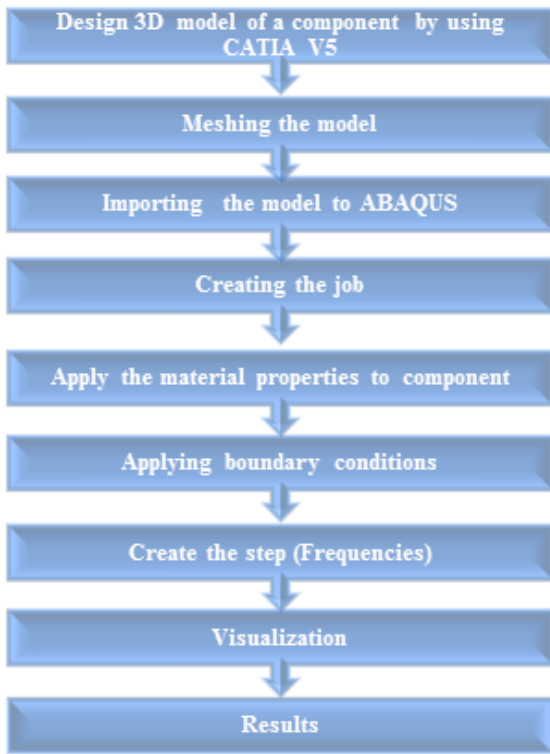 Design 3D model of a component by using
CATIA V5
Meshing the model
Importing the model to ABAQUS
Creating the job
Apply the material properties to component
Applying boundary conditions
Create the step (Frequencies)
Visualization
Results